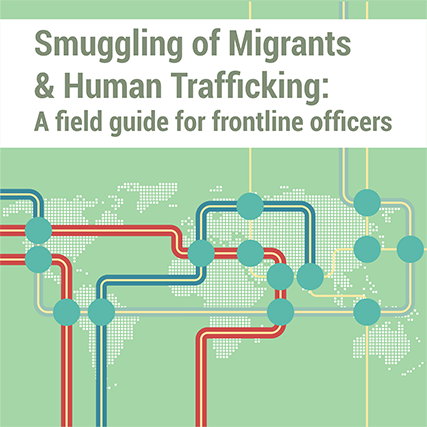 Smuggling of Migrants
& Human Trafficking:
A field guide for frontline officers